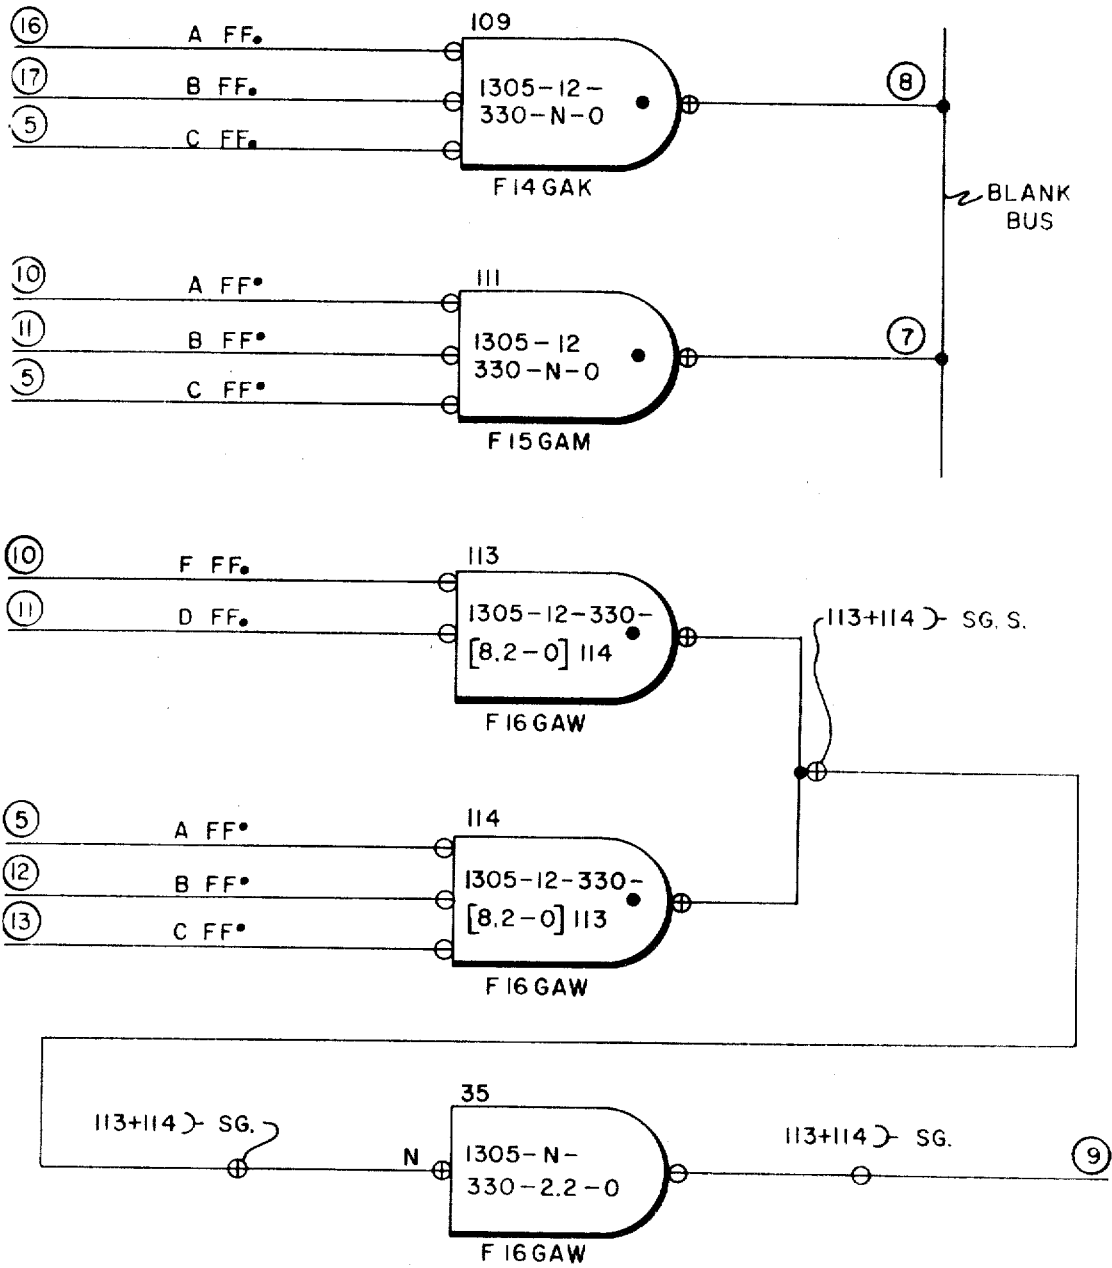 16
A FF.
17
B FF.
5
C FF.
109
1305-12-
330-N-0
F14GAK
8
BLANK
BUS
10
A FF•
11
B FF•
5
C FF•
111
1305-12
330-N-0
F15GAM
7
10
F FF.
11
D FF.
113
1305-12-330-
[8.2-0] 114
F16GAW
113+114 SG. S.
5
A FF•
12
B FF•
13
C FF•
114
1305-12-330-
[8.2-0] 113
F16GAW
113+114 SG.
N
35
1305-N-
330-2.2-0
F16GAW
113+114 SG.
9